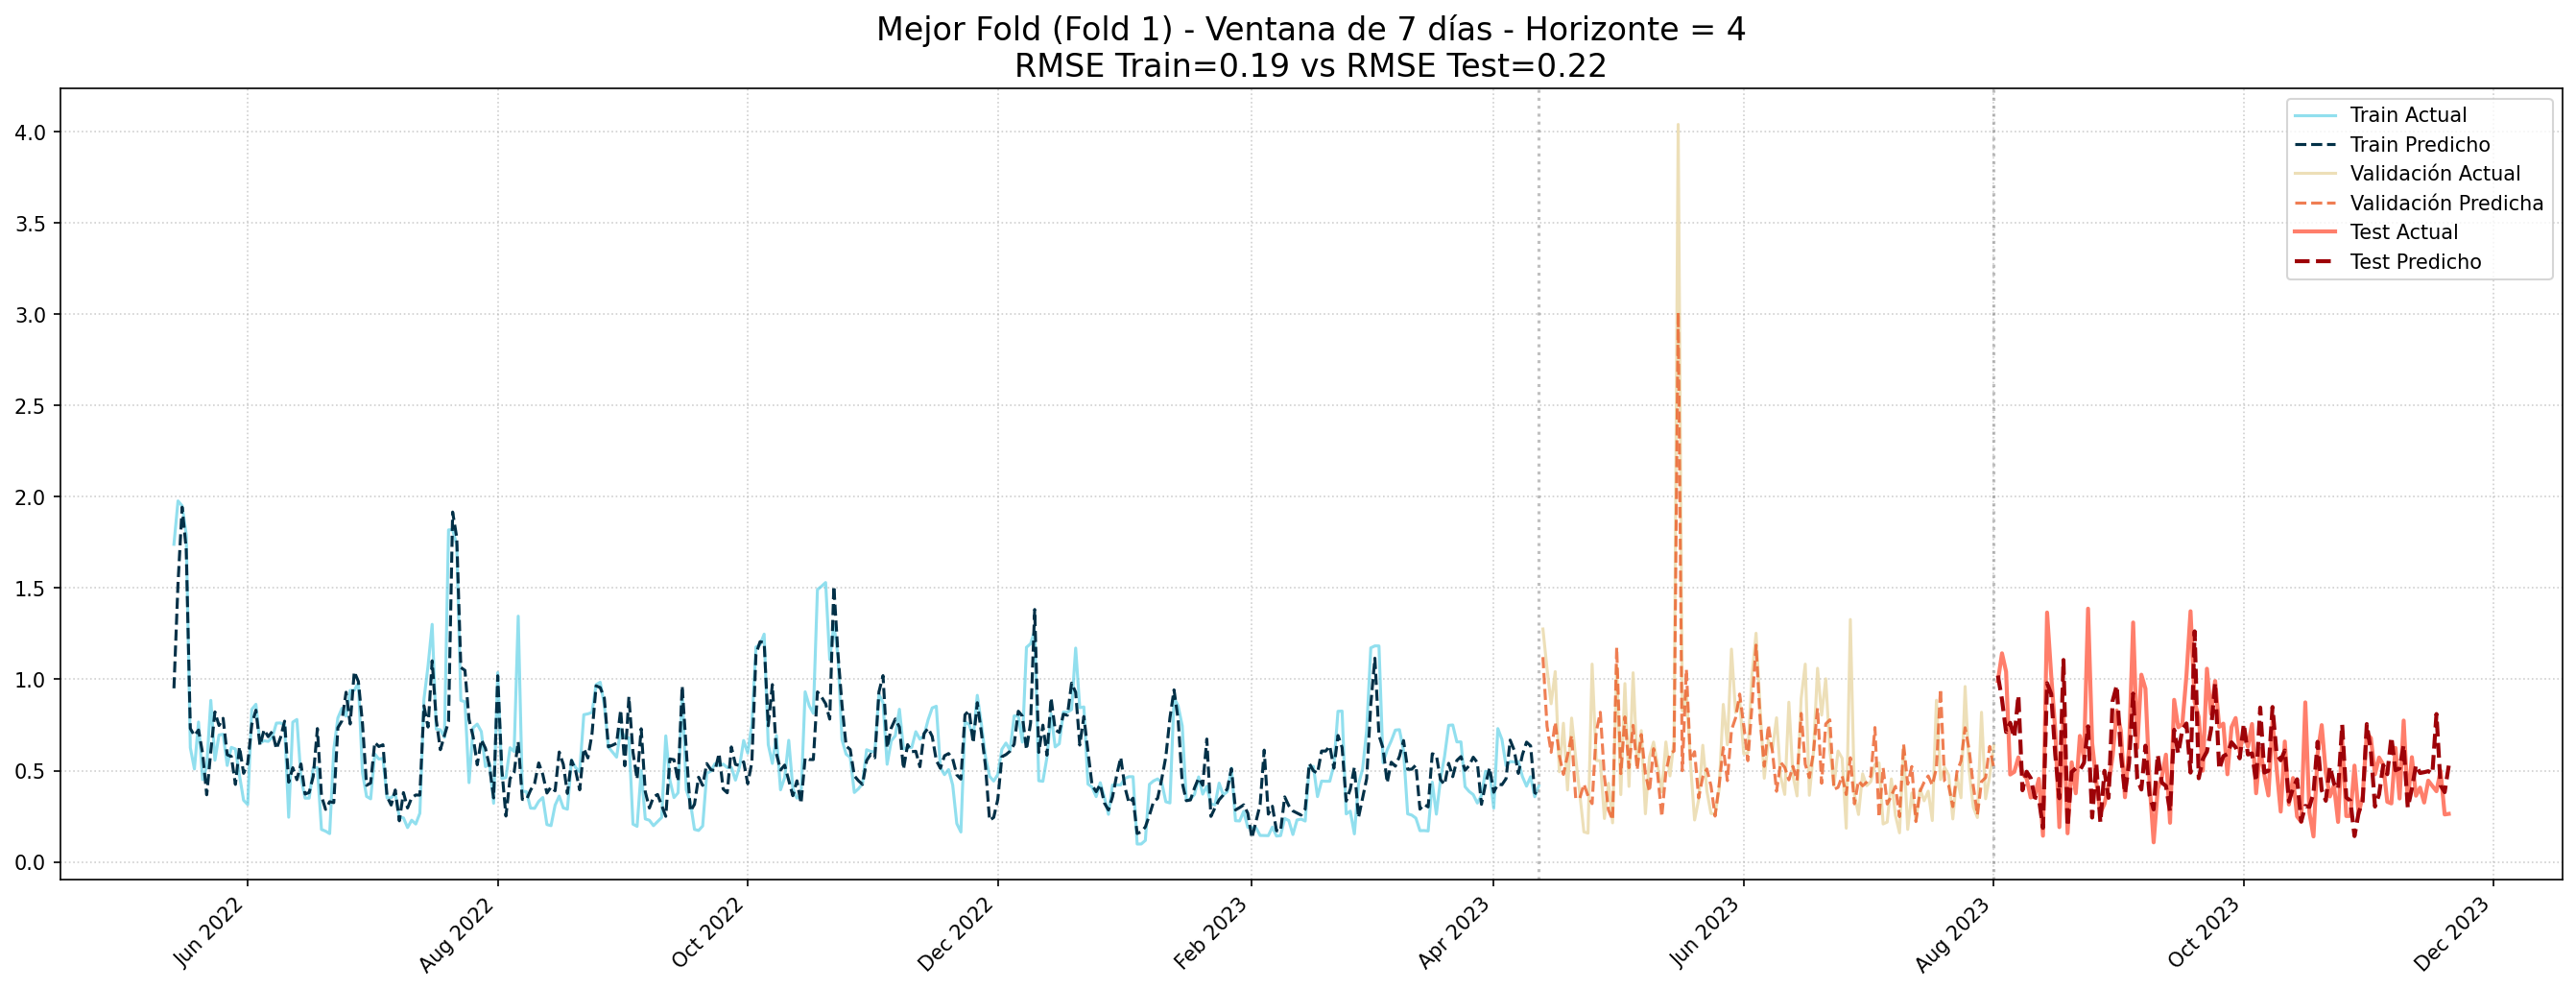 Mejor Fold (Fold 1) - Ventana de 7 días - Horizonte = 4
RMSE Train=0.19 vs RMSE Test=0.22
Train Actual
Train Predicho
Validación Actual
Validación Predicha
Test Actual
Test Predicho
4.0
3.5
3.0
2.5
2.0
1.5
1.0
0.5
0.0
Jun 2022
Aug 2022
Oct 2022
Dec 2022
Feb 2023
Apr 2023
Jun 2023
Aug 2023
Oct 2023
Dec 2023